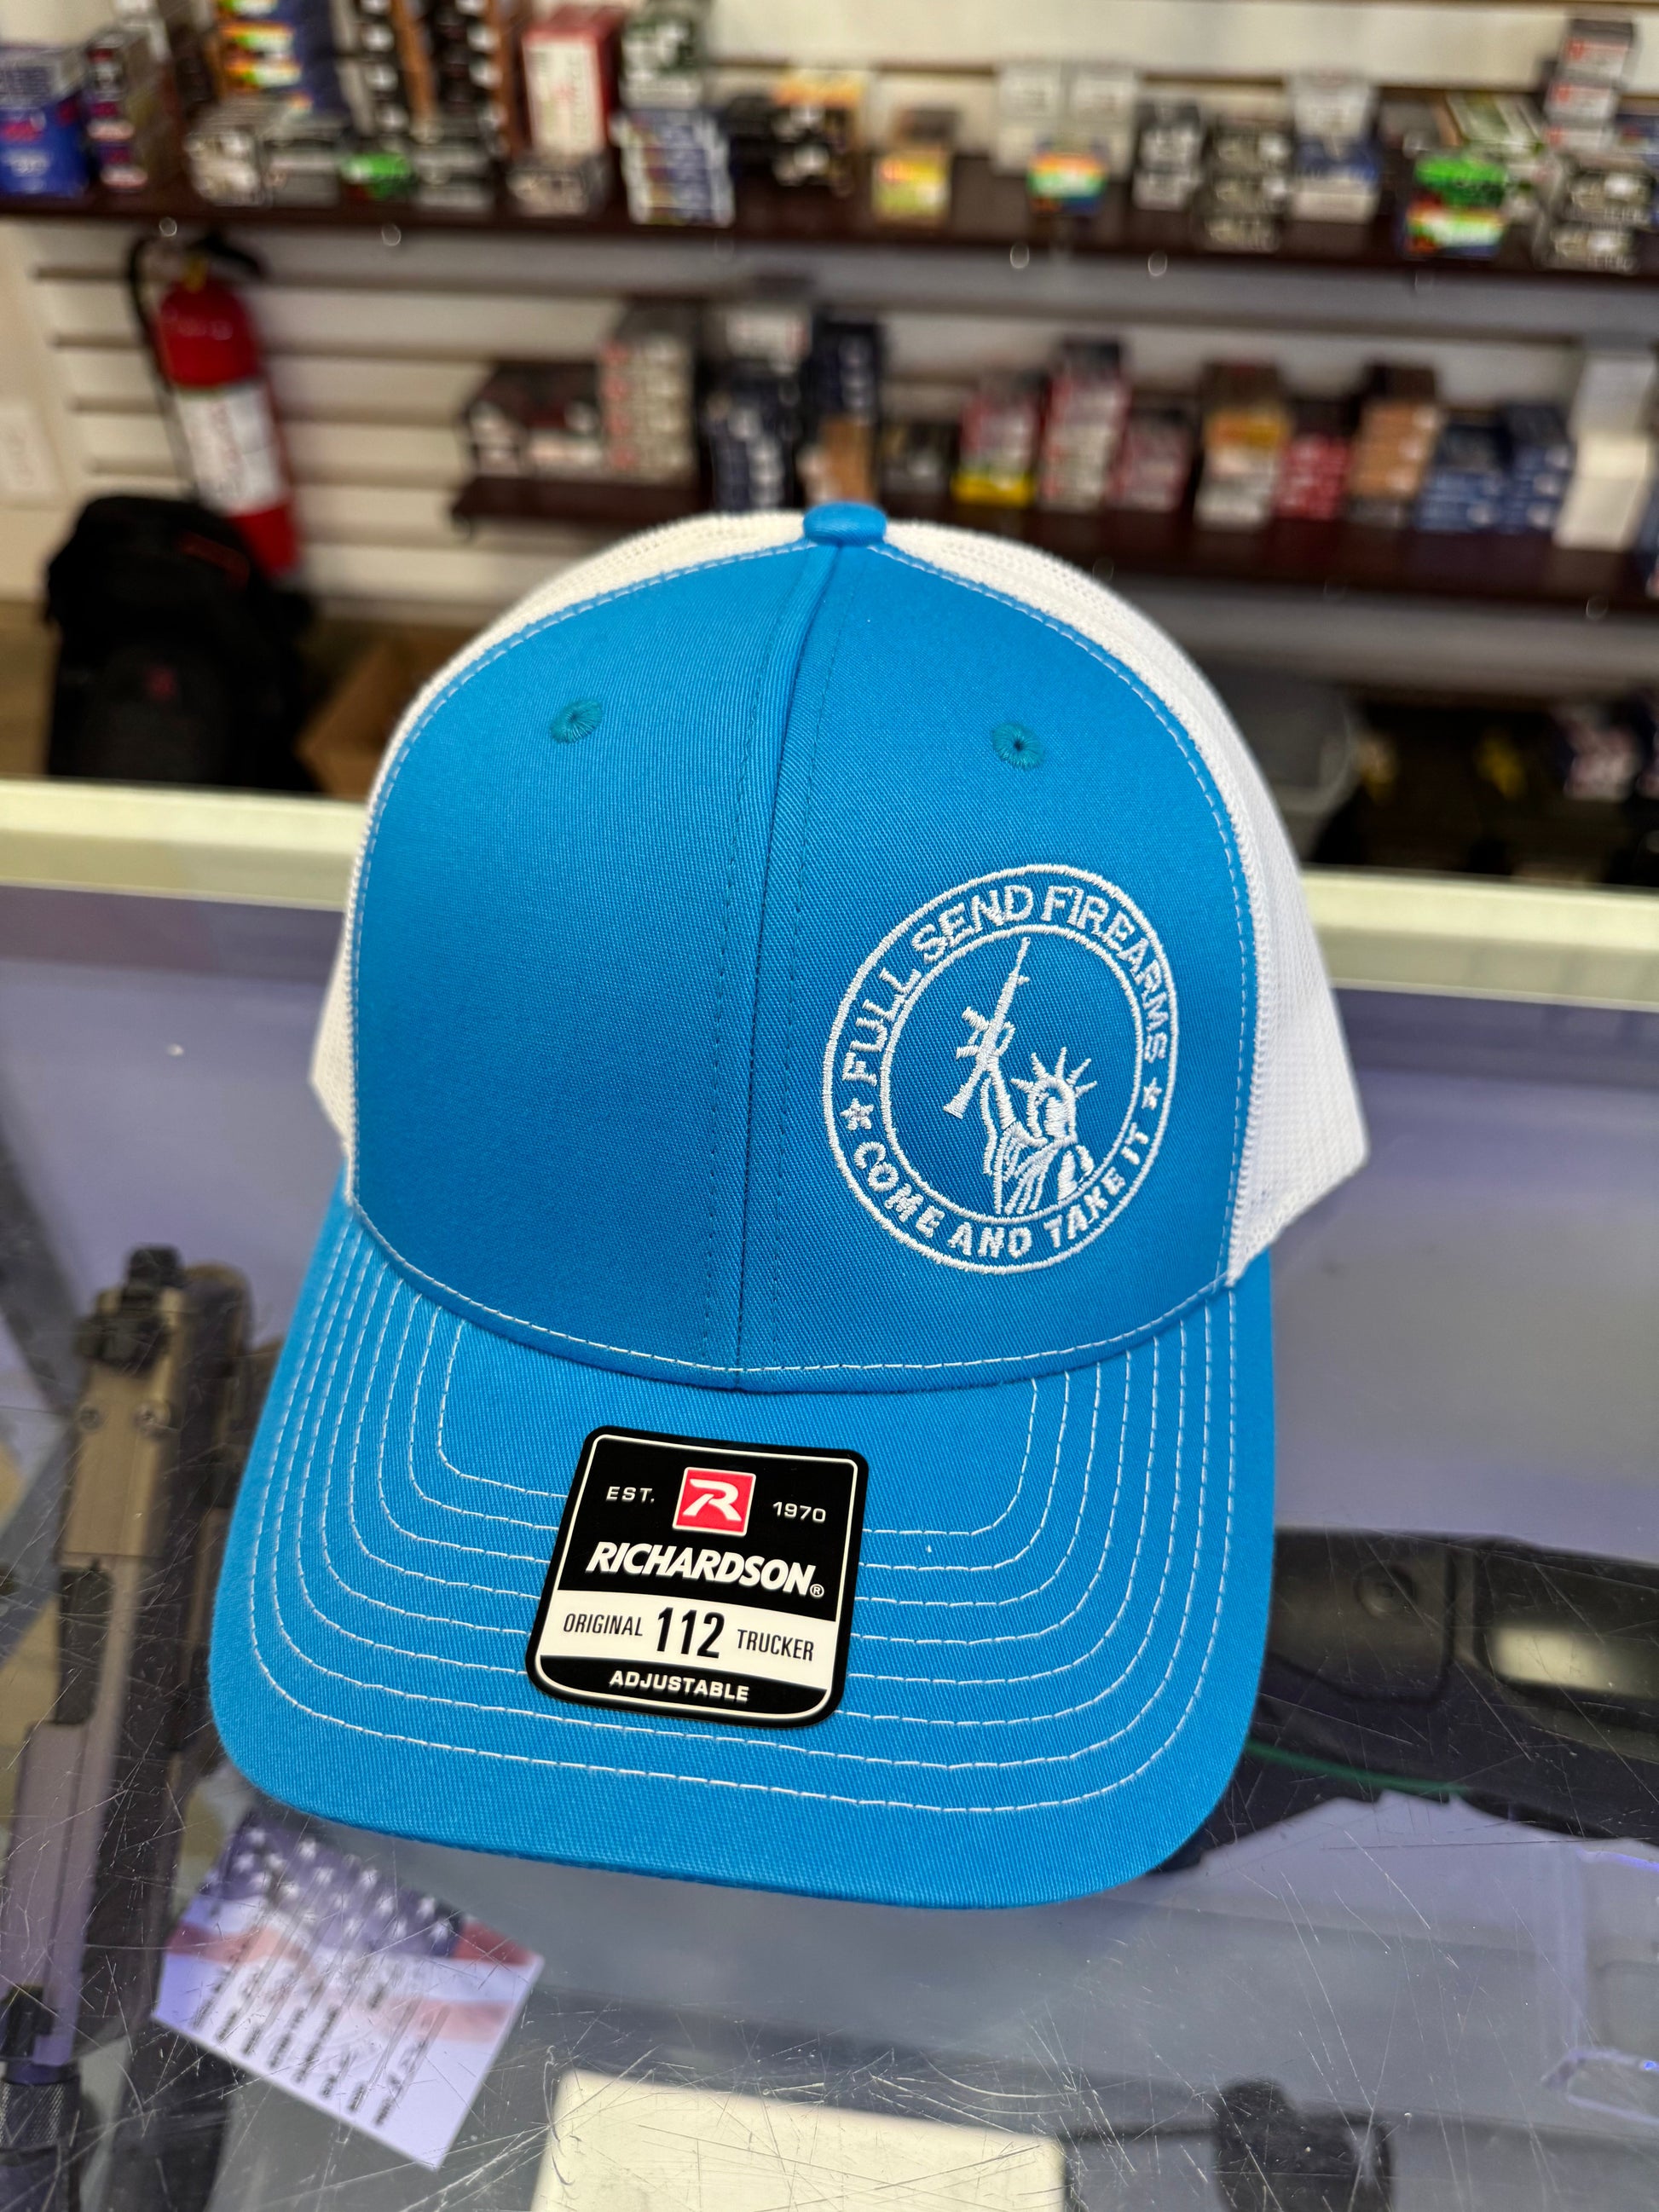 FULL SEND FIREARMS
COME AND TAKE IT
EST. R 1970
RICHARDSON®
ORIGINAL 112 TRUCKER
ADJUSTABLE